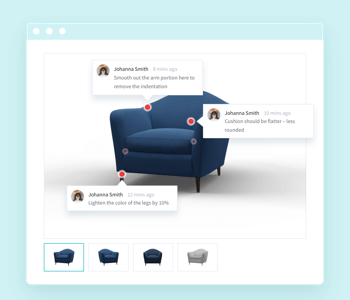 Johanna Smith 8 mins ago
Smooth out the arm portion here to
remove the indentation
Johanna Smith 10 mins ago
Cushion should be flatter – less
rounded
Johanna Smith 12 mins ago
Lighten the color of the legs by 10%